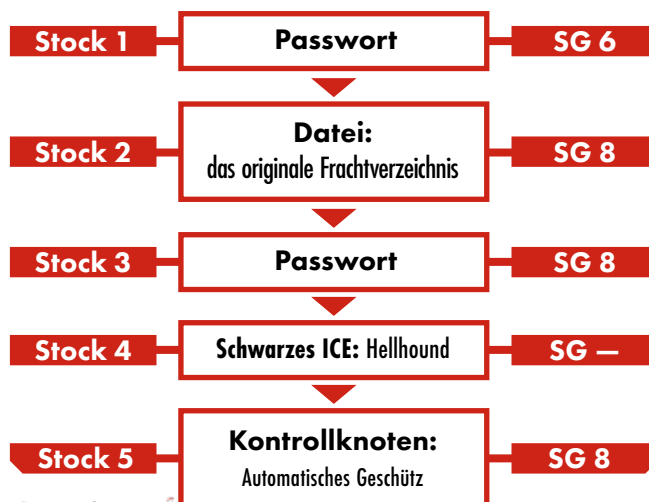 Stock 1 Passwort SG 6
Stock 2 Datei: SG 8
das originale Frachtverzeichnis
Stock 3 Passwort SG 8
Stock 4 Schwarzes ICE: Hellhound SG —
Stock 5 Kontrollknoten: SG 8
Automatisches Geschütz